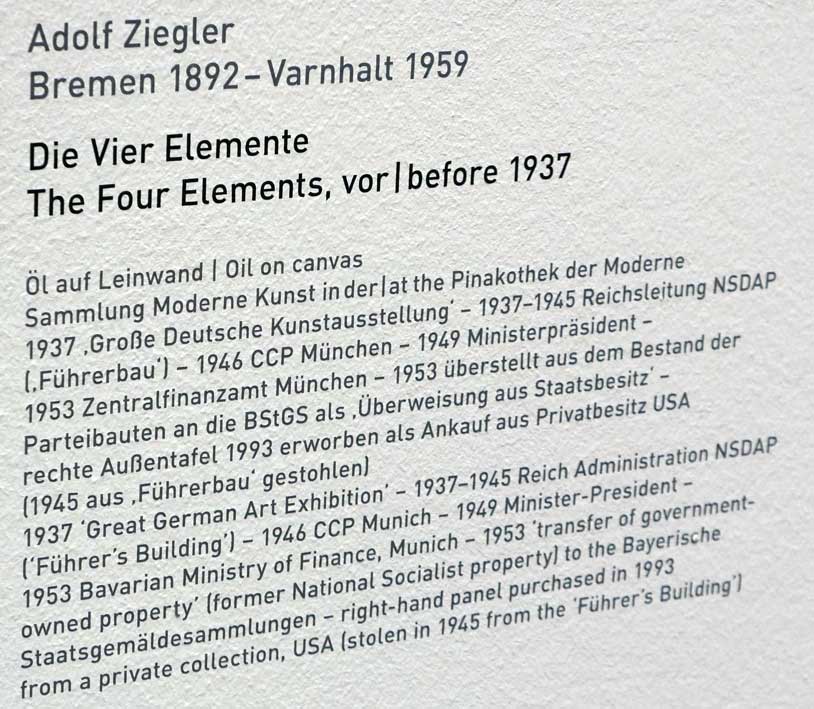 Adolf Ziegler
Bremen 1892 – Varnhalt 1959
Die Vier Elemente
The Four Elements, vor | before 1937
Öl auf Leinwand | Oil on canvas
Sammlung Moderne Kunst in der | at the Pinakothek der Moderne
1937 ‚Große Deutsche Kunstausstellung‘ – 1937–1945 Reichsleitung NSDAP
(‚Führerbau‘) – 1946 CCP München – 1949 Ministerpräsident –
1953 Zentralfinanzamt München – 1953 überstellt aus dem Bestand der
Parteibauten an die BStGS als ‚Überweisung aus Staatsbesitz‘ –
rechte Außentafel 1993 erworben als Ankauf aus Privatbesitz USA
(1945 aus ‚Führerbau‘ gestohlen)
1937 ‘Great German Art Exhibition’ – 1937–1945 Reich Administration NSDAP
(‘Führer’s Building’) – 1946 CCP Munich – 1949 Minister-President –
1953 Bavarian Ministry of Finance, Munich – 1953 ‘transfer of government-
owned property’ (former National Socialist property) to the Bayerische
Staatsgemäldesammlungen – right-hand panel purchased in 1993
from a private collection, USA (stolen in 1945 from the ‘Führer’s Building’)